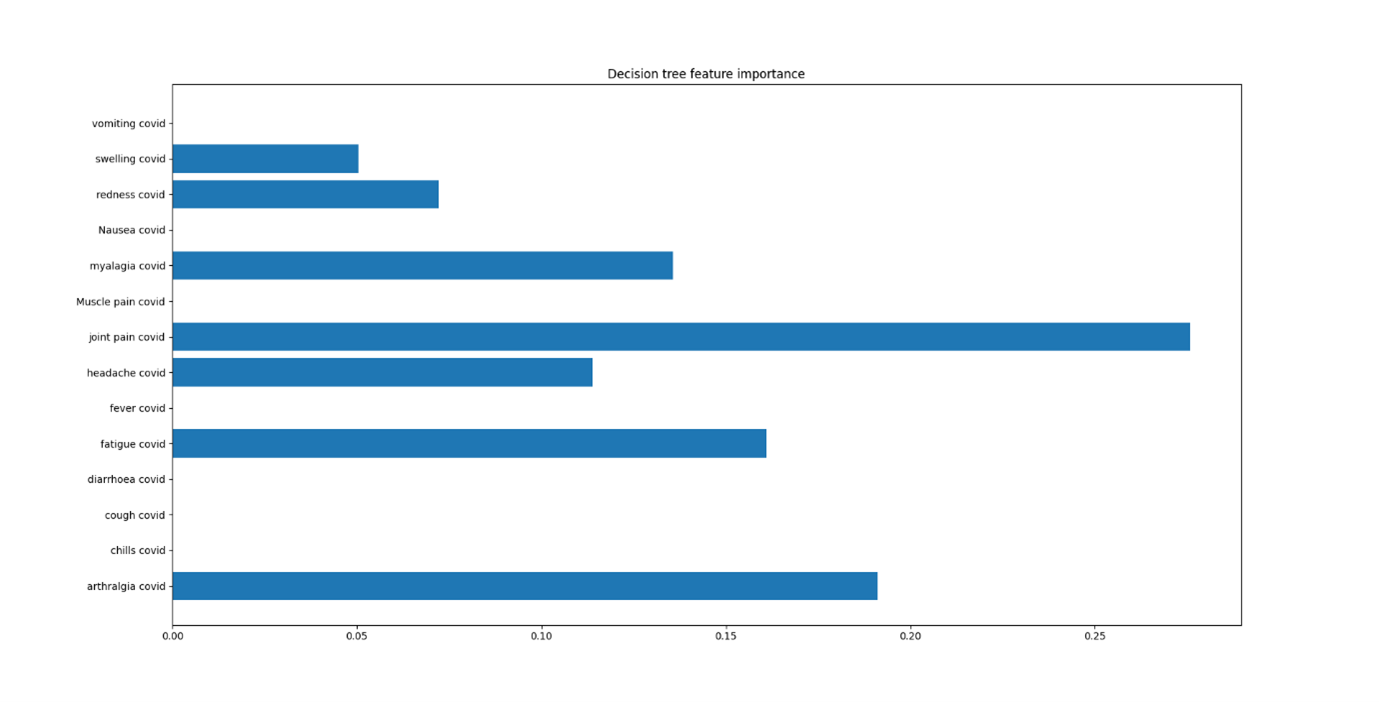 Decision tree feature importance
vomiting covid
swelling covid
redness covid
Nausea covid
myalagia covid
Muscle pain covid
joint pain covid
headache covid
fever covid
fatigue covid
diarrhoea covid
cough covid
chills covid
arthralgia covid
0.00 0.05 0.10 0.15 0.20 0.25